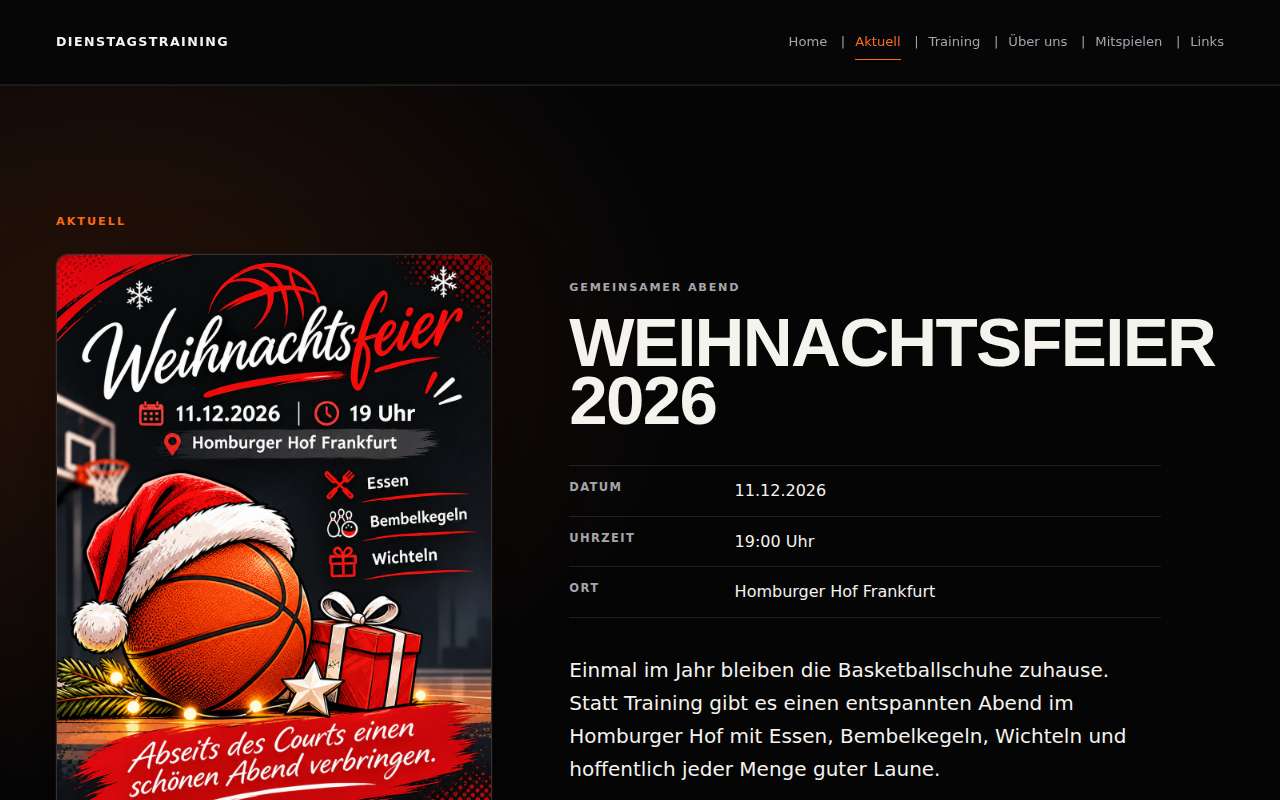 DIENSTAGSTRAINING
Home | Aktuell | Training | Über uns | Mitspielen | Links
AKTUELL
Weihnachtsfeier
11.12.2026 | 19 Uhr
Homburger Hof Frankfurt
Essen
Bembelkegeln
Wichteln
Abseits des Courts einen
schönen Abend verbringen.
GEMEINSAMER ABEND
WEIHNACHTSFEIER
2026
DATUM 11.12.2026
UHRZEIT 19:00 Uhr
ORT Homburger Hof Frankfurt
Einmal im Jahr bleiben die Basketballschuhe zuhause.
Statt Training gibt es einen entspannten Abend im
Homburger Hof mit Essen, Bembelkegeln, Wichteln und
hoffentlich jeder Menge guter Laune.